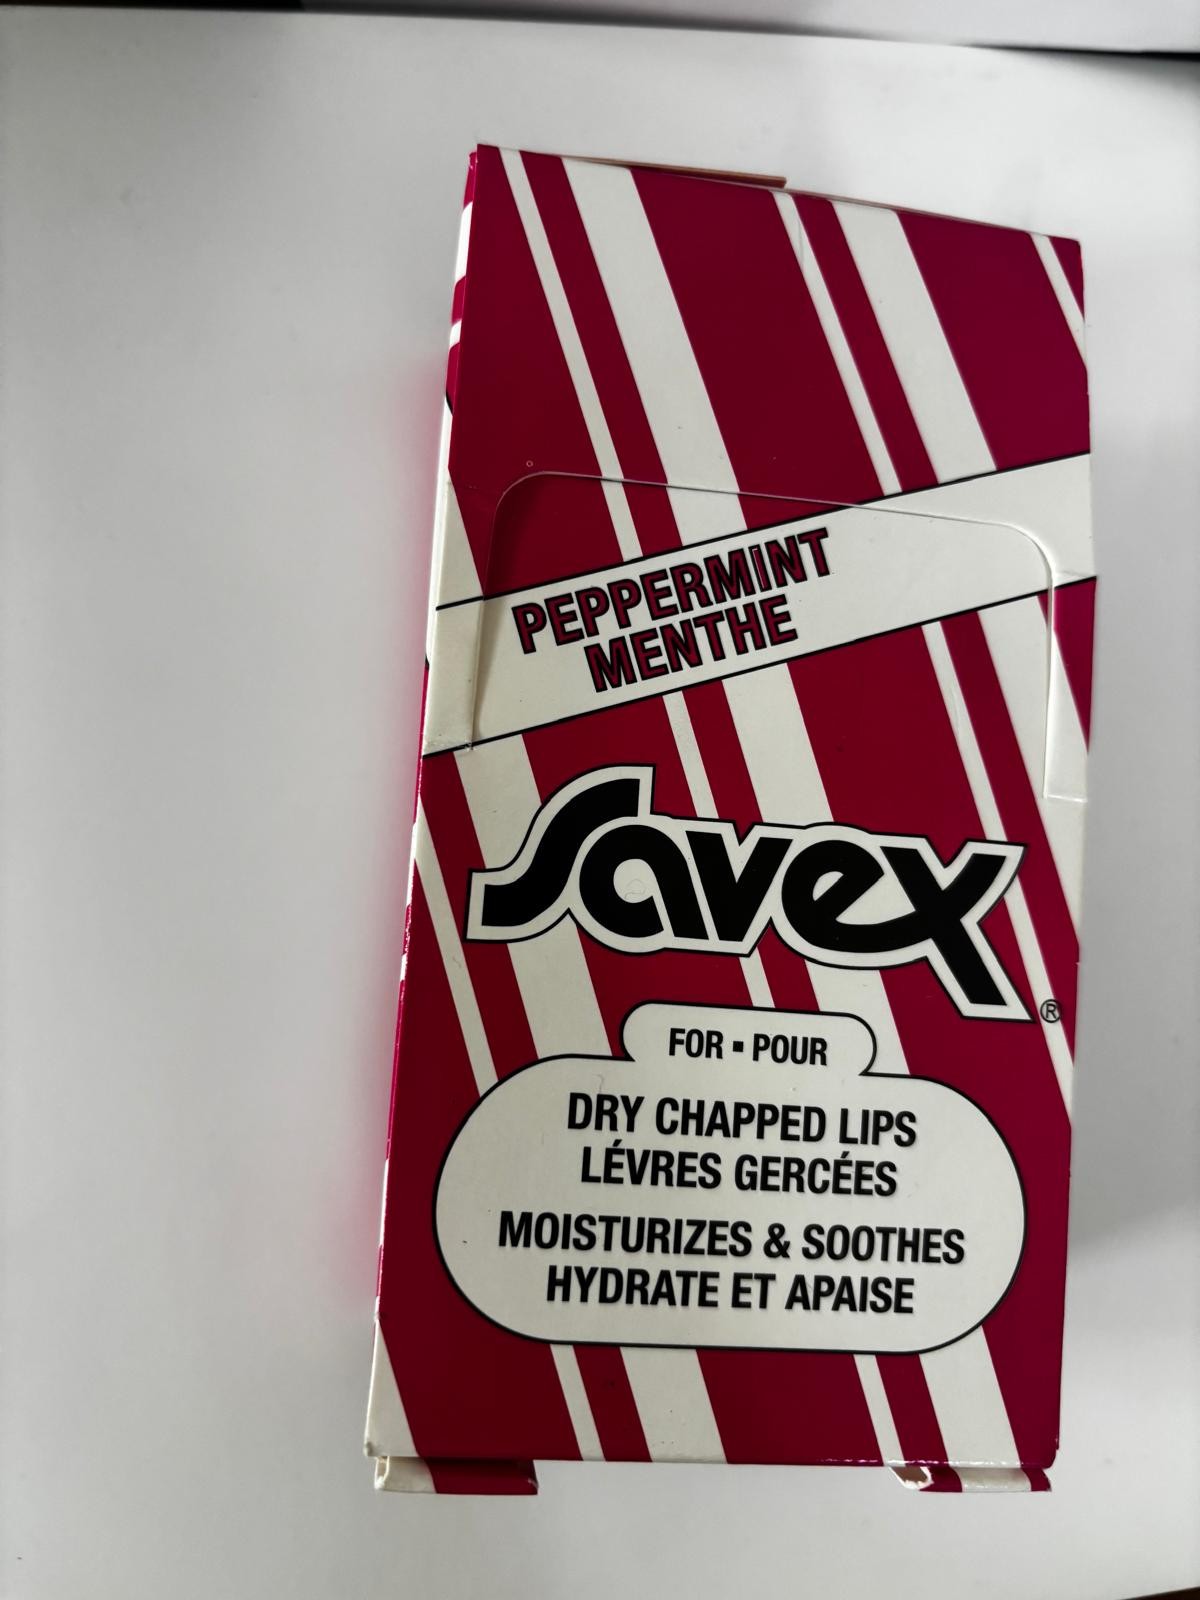 PEPPERMINT
MENTHE
Savex®
FOR ▪ POUR
DRY CHAPPED LIPS
LÉVRES GERCÉES
MOISTURIZES & SOOTHES
HYDRATE ET APAISE